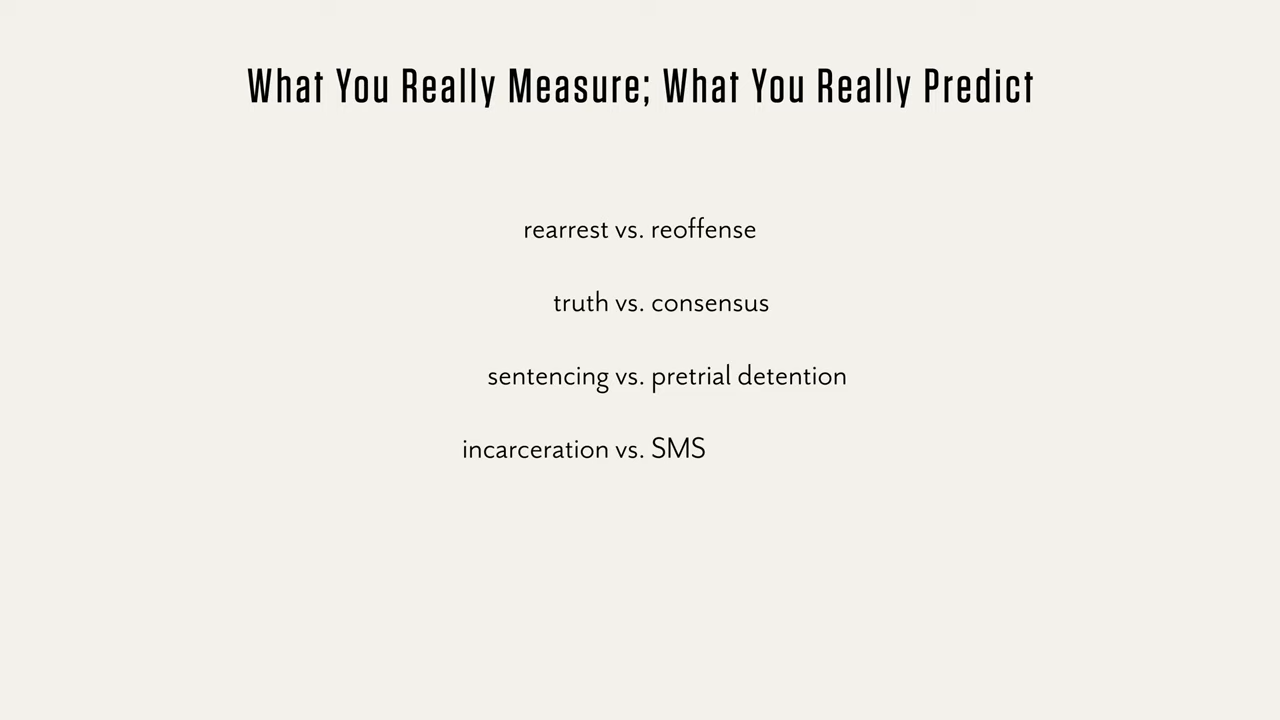 What You Really Measure; What You Really Predict
rearrest vs. reoffense
truth vs. consensus
sentencing vs. pretrial detention
incarceration vs. SMS